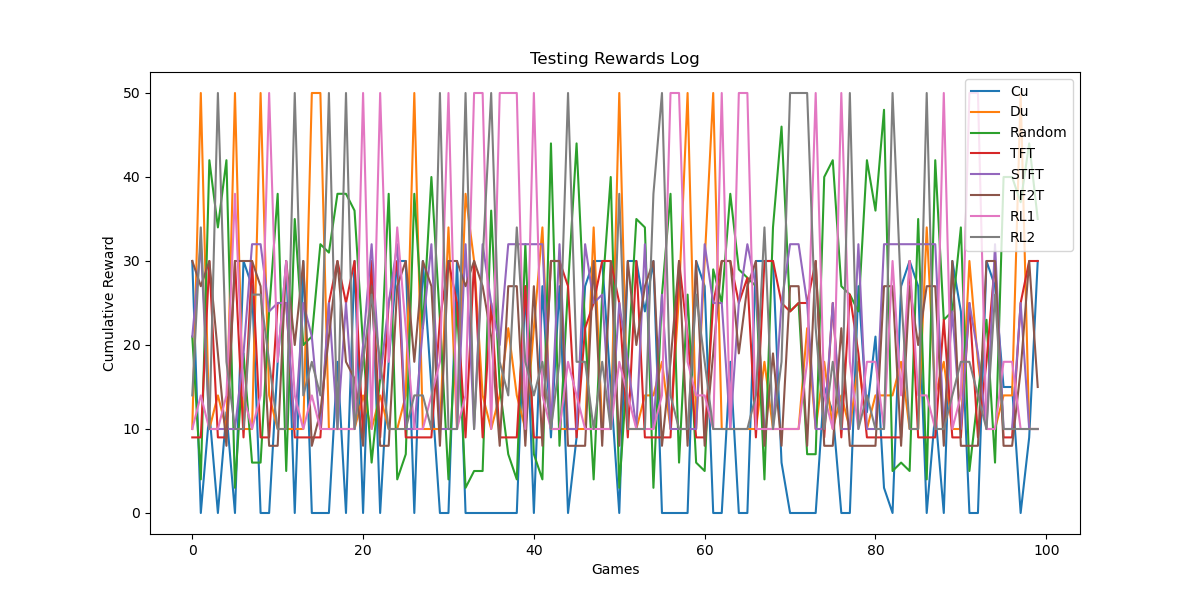 Testing Rewards Log
Cumulative Reward
50
40
30
20
10
0
Cu
Du
Random
TFT
STFT
TF2T
RL1
RL2
0 20 40 60 80 100
Games